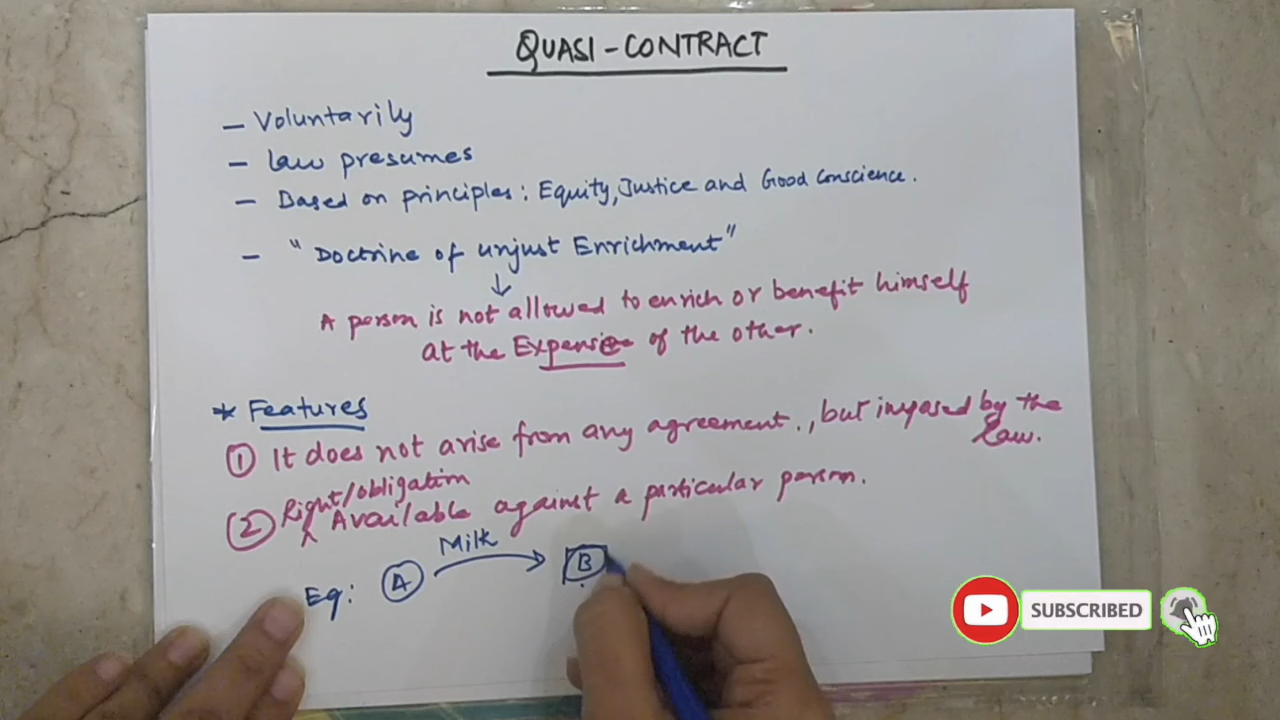 QUASI-CONTRACT
- Voluntarily
- law presumes
- Based on principles: Equity, Justice and Good Conscience.
- "Doctrine of unjust Enrichment"
↓
A person is not allowed to enrich or benefit himself
at the Expense of the other.
* Features
① It does not arise from any agreement., but imposed by the
law.
Right/obligation
② ^ Available against a particular person.
Milk
Eg: A → B
SUBSCRIBED